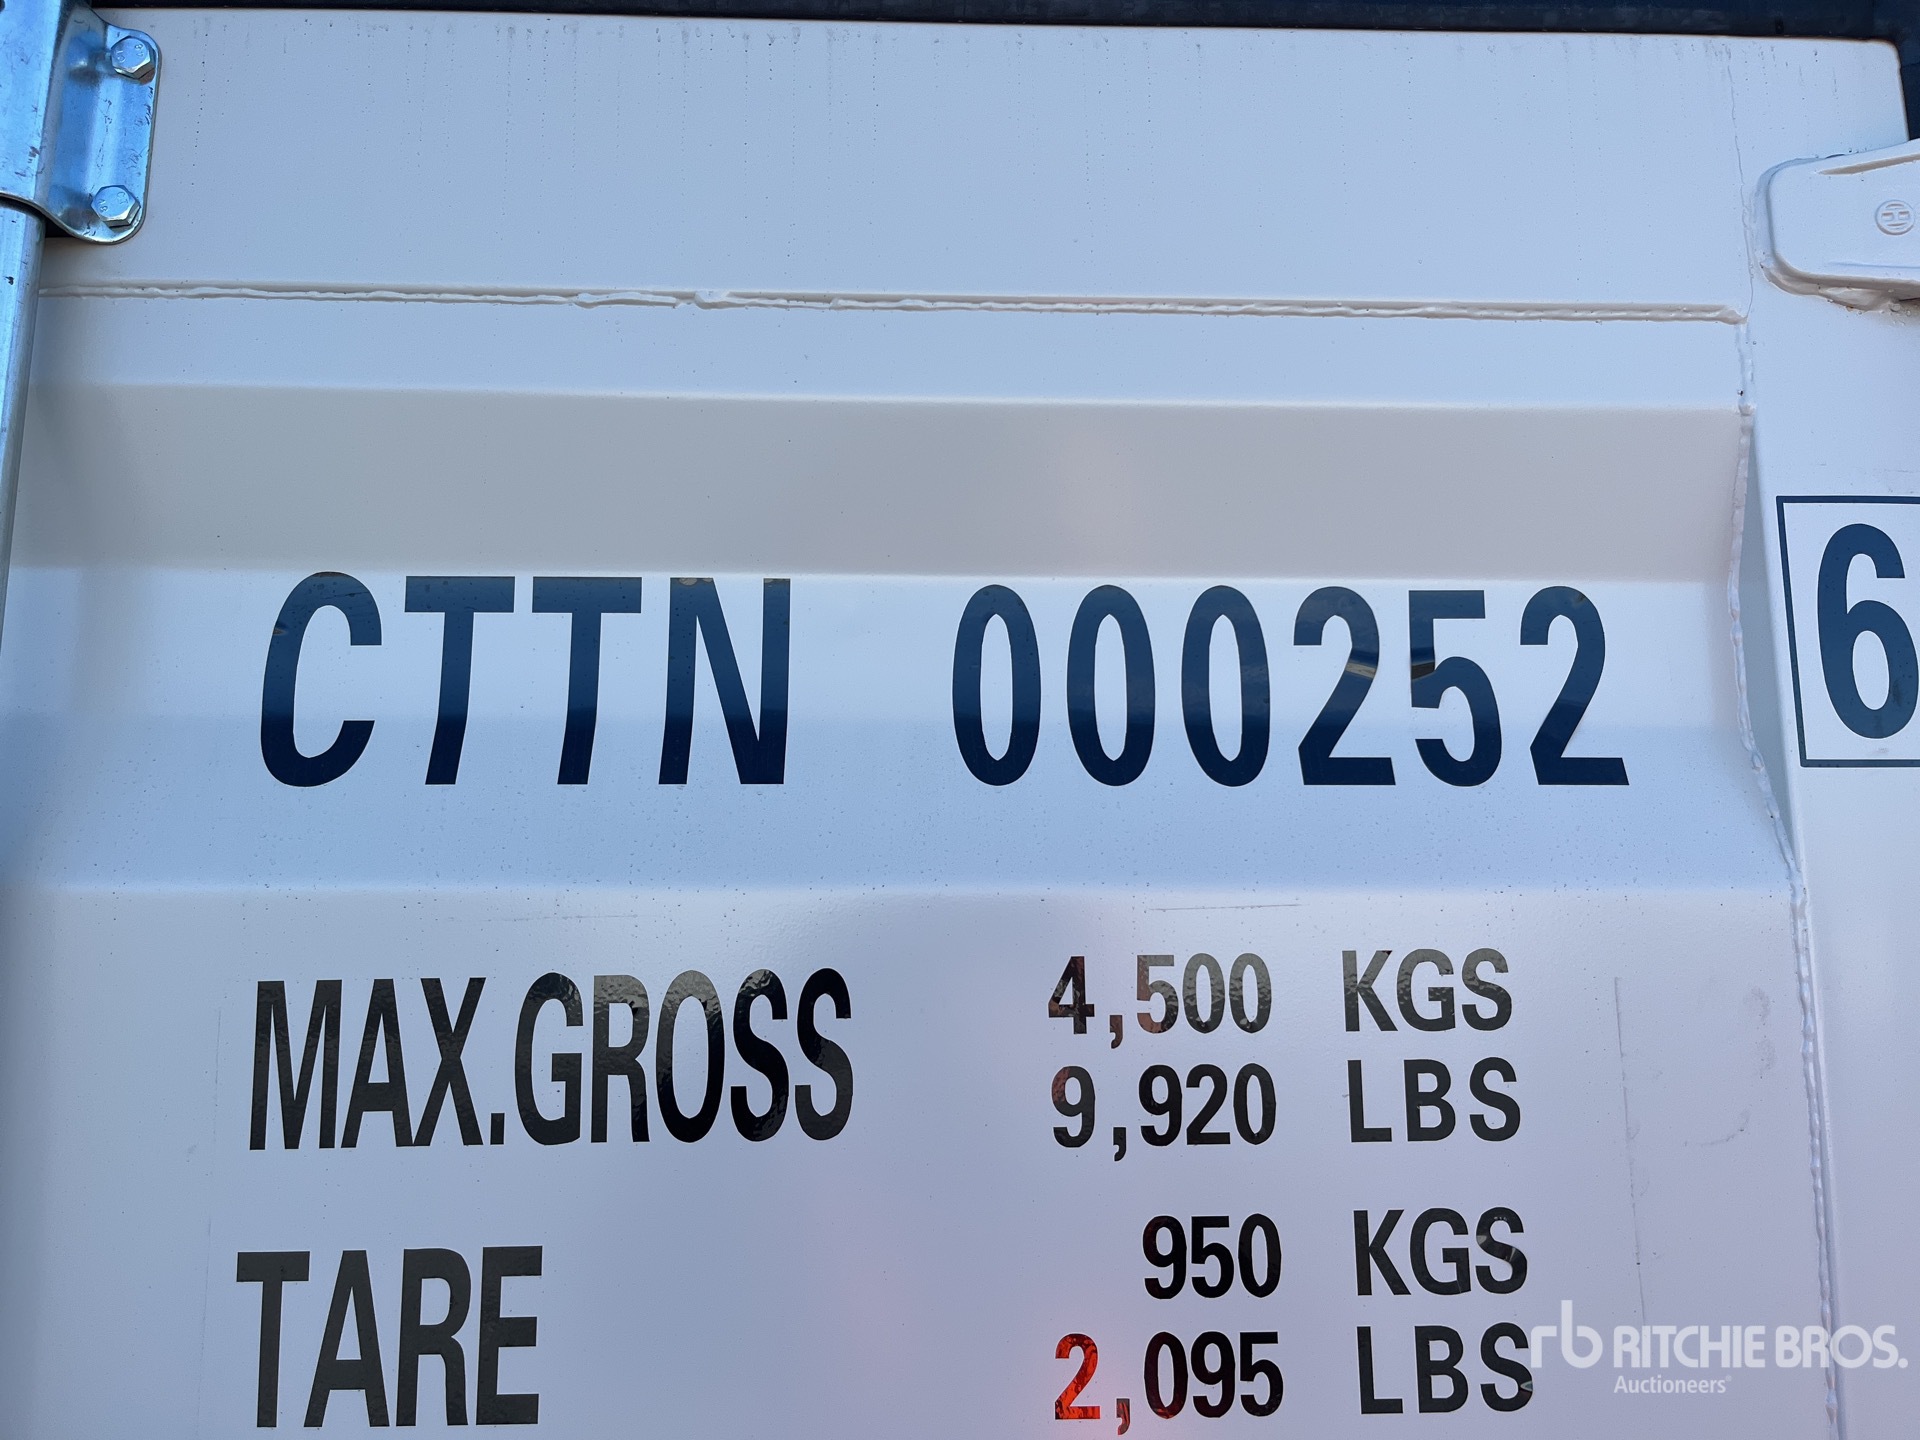 CTTN 000252 6
MAX.GROSS 4,500 KGS
9,920 LBS
TARE 950 KGS
2,095 LBS
rb RITCHIE BROS.
Auctioneers